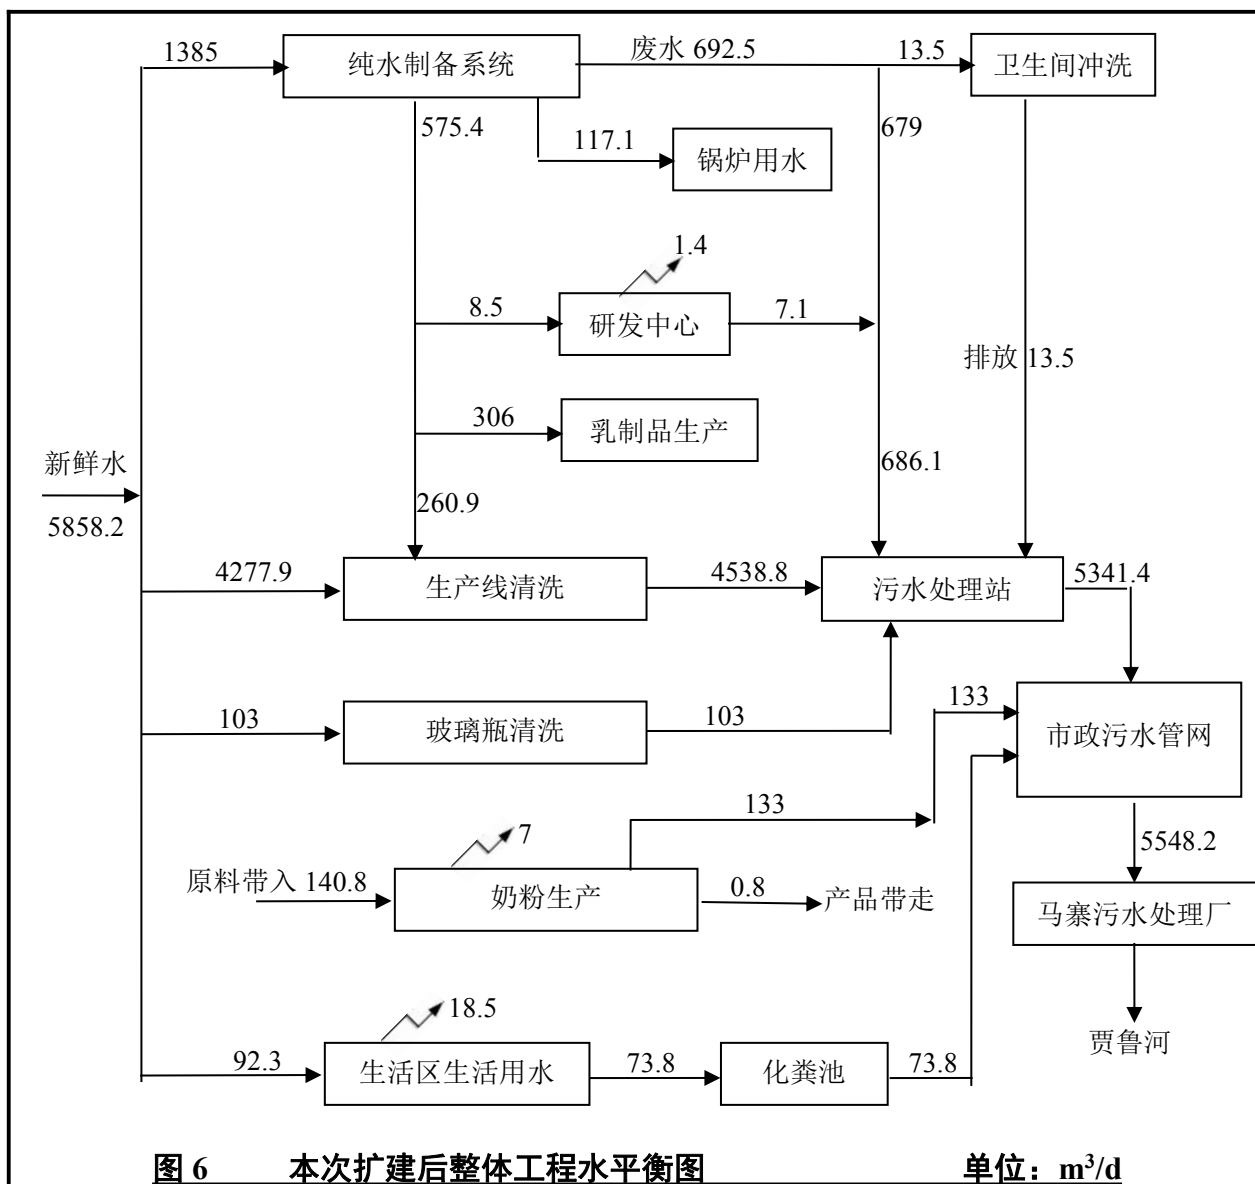 1385
纯水制备系统
废水 692.5
13.5
卫生间冲洗
575.4
117.1
锅炉用水
679
1.4
8.5
研发中心
7.1
排放 13.5
306
乳制品生产
新鲜水
5858.2
260.9
686.1
4277.9
生产线清洗
4538.8
污水处理站
5341.4
103
玻璃瓶清洗
103
133
市政污水管网
133
7
原料带入 140.8
奶粉生产
0.8
产品带走
5548.2
马寨污水处理厂
18.5
92.3
生活区生活用水
73.8
化粪池
73.8
贾鲁河
图 6 本次扩建后整体工程水平衡图 单位：m³/d